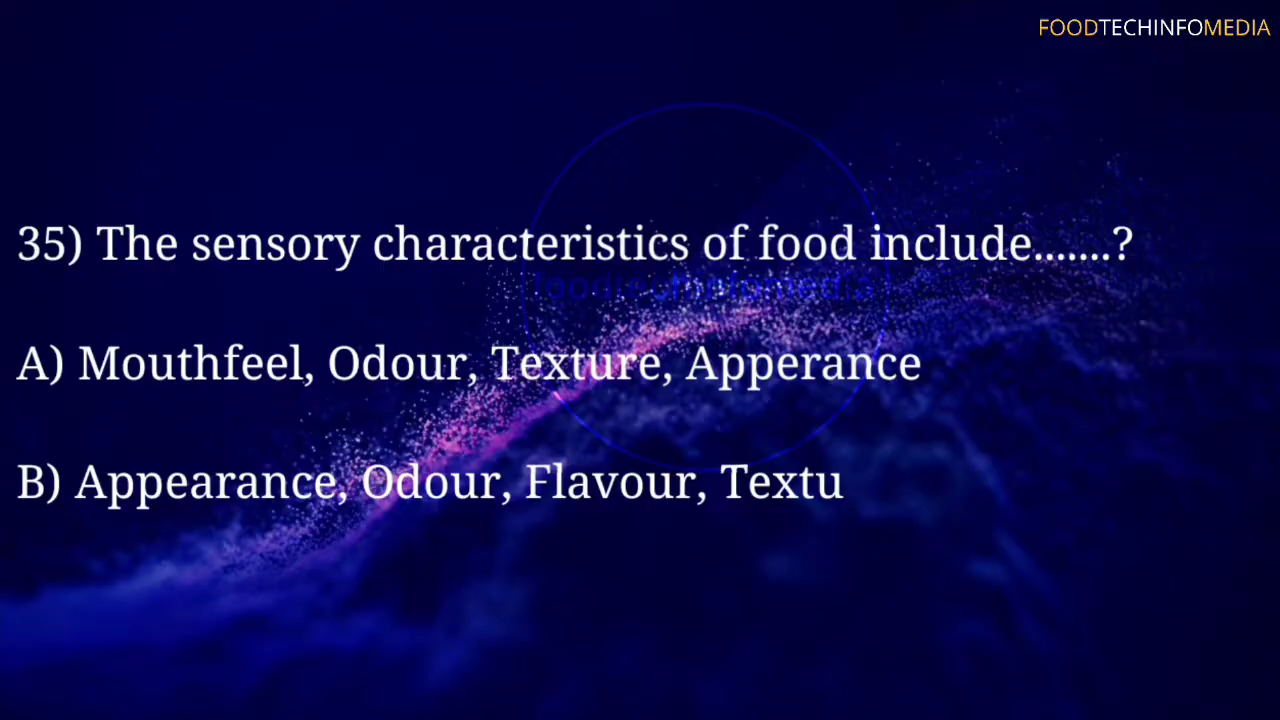 FOODTECHINFOMEDIA
35) The sensory characteristics of food include.......?
A) Mouthfeel, Odour, Texture, Apperance
B) Appearance, Odour, Flavour, Textu